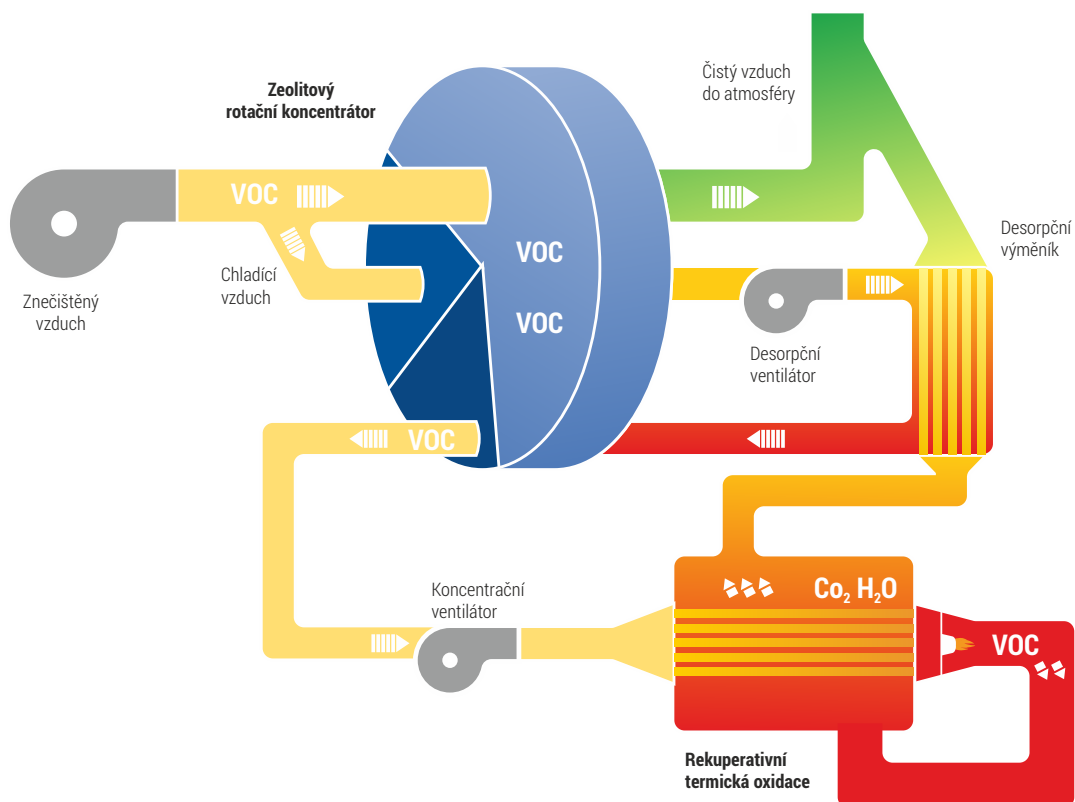 Zeolitový
rotační koncentrátor
Čistý vzduch
do atmosféry
VOC
Znečištěný
vzduch
Chladící
vzduch
VOC
VOC
Desorpční
výměník
Desorpční
ventilátor
VOC
Koncentrační
ventilátor
Co₂ H₂O
VOC
Rekuperativní
termická oxidace